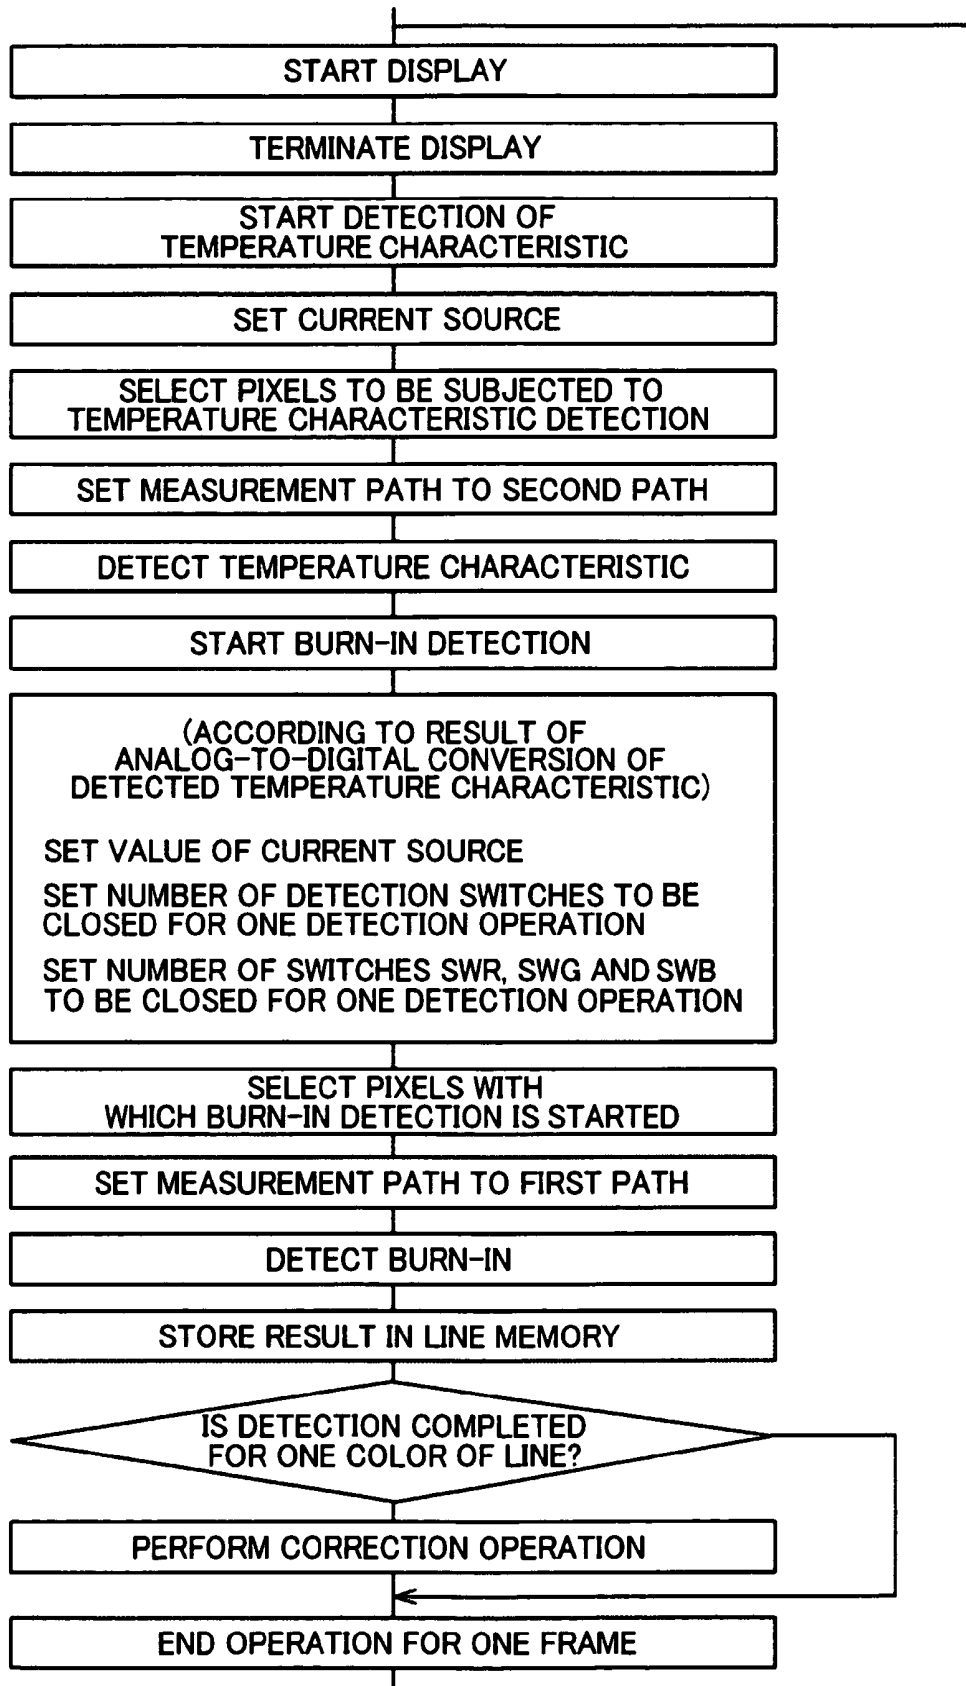 START DISPLAY
TERMINATE DISPLAY
START DETECTION OF
TEMPERATURE CHARACTERISTIC
SET CURRENT SOURCE
SELECT PIXELS TO BE SUBJECTED TO
TEMPERATURE CHARACTERISTIC DETECTION
SET MEASUREMENT PATH TO SECOND PATH
DETECT TEMPERATURE CHARACTERISTIC
START BURN-IN DETECTION
(ACCORDING TO RESULT OF
ANALOG-TO-DIGITAL CONVERSION OF
DETECTED TEMPERATURE CHARACTERISTIC)
SET VALUE OF CURRENT SOURCE
SET NUMBER OF DETECTION SWITCHES TO BE
CLOSED FOR ONE DETECTION OPERATION
SET NUMBER OF SWITCHES SWR, SWG AND SWB
TO BE CLOSED FOR ONE DETECTION OPERATION
SELECT PIXELS WITH
WHICH BURN-IN DETECTION IS STARTED
SET MEASUREMENT PATH TO FIRST PATH
DETECT BURN-IN
STORE RESULT IN LINE MEMORY
IS DETECTION COMPLETED
FOR ONE COLOR OF LINE?
PERFORM CORRECTION OPERATION
END OPERATION FOR ONE FRAME